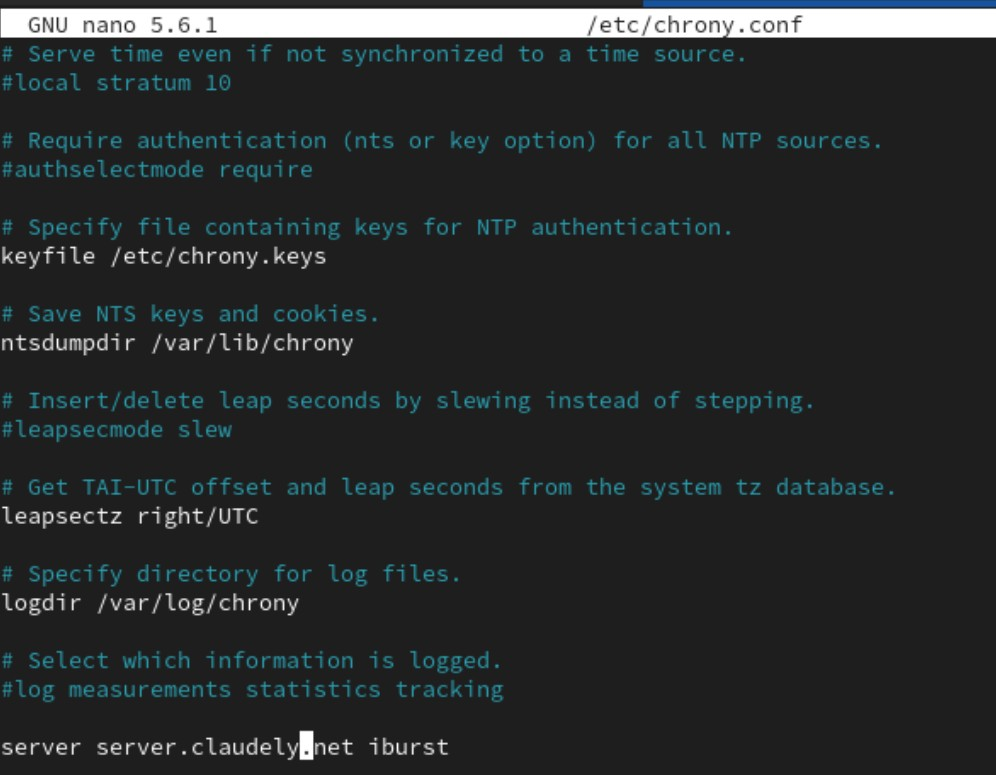 GNU nano 5.6.1 /etc/chrony.conf
# Serve time even if not synchronized to a time source.
#local stratum 10
# Require authentication (nts or key option) for all NTP sources.
#authselectmode require
# Specify file containing keys for NTP authentication.
keyfile /etc/chrony.keys
# Save NTS keys and cookies.
ntsdumpdir /var/lib/chrony
# Insert/delete leap seconds by slewing instead of stepping.
#leapsecmode slew
# Get TAI-UTC offset and leap seconds from the system tz database.
leapsectz right/UTC
# Specify directory for log files.
logdir /var/log/chrony
# Select which information is logged.
#log measurements statistics tracking
server server.claudely.net iburst